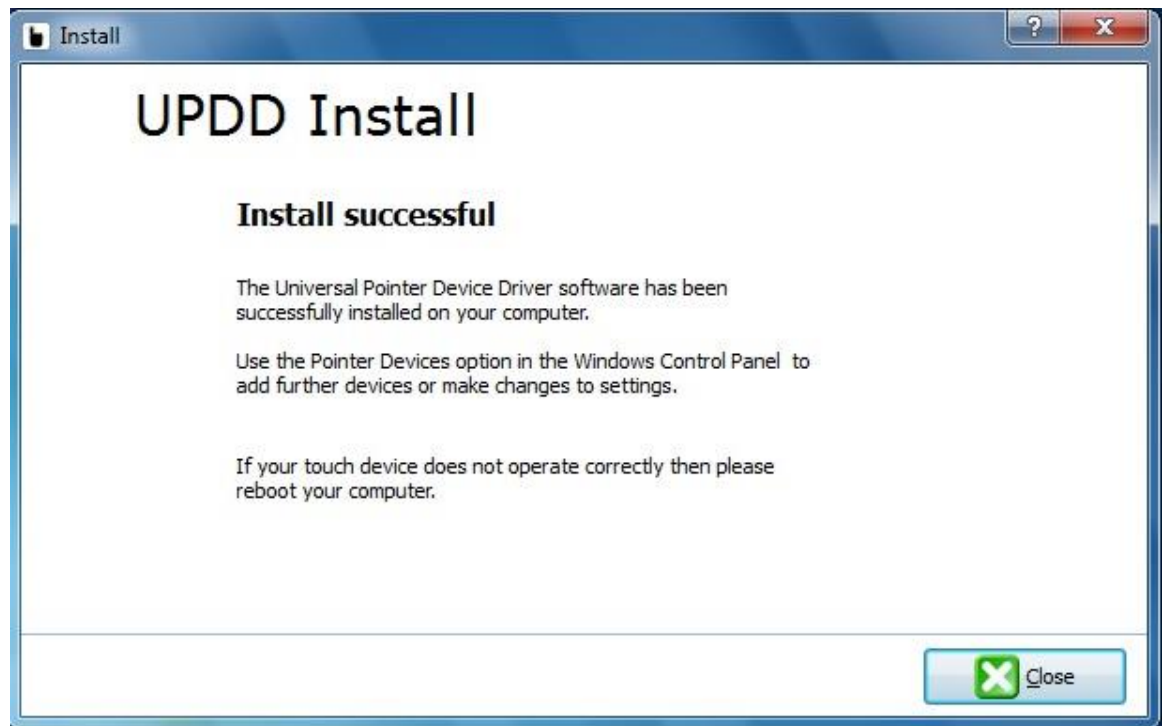 Install
UPDD Install
Install successful
The Universal Pointer Device Driver software has been
successfully installed on your computer.
Use the Pointer Devices option in the Windows Control Panel to
add further devices or make changes to settings.
If your touch device does not operate correctly then please
reboot your computer.
Close